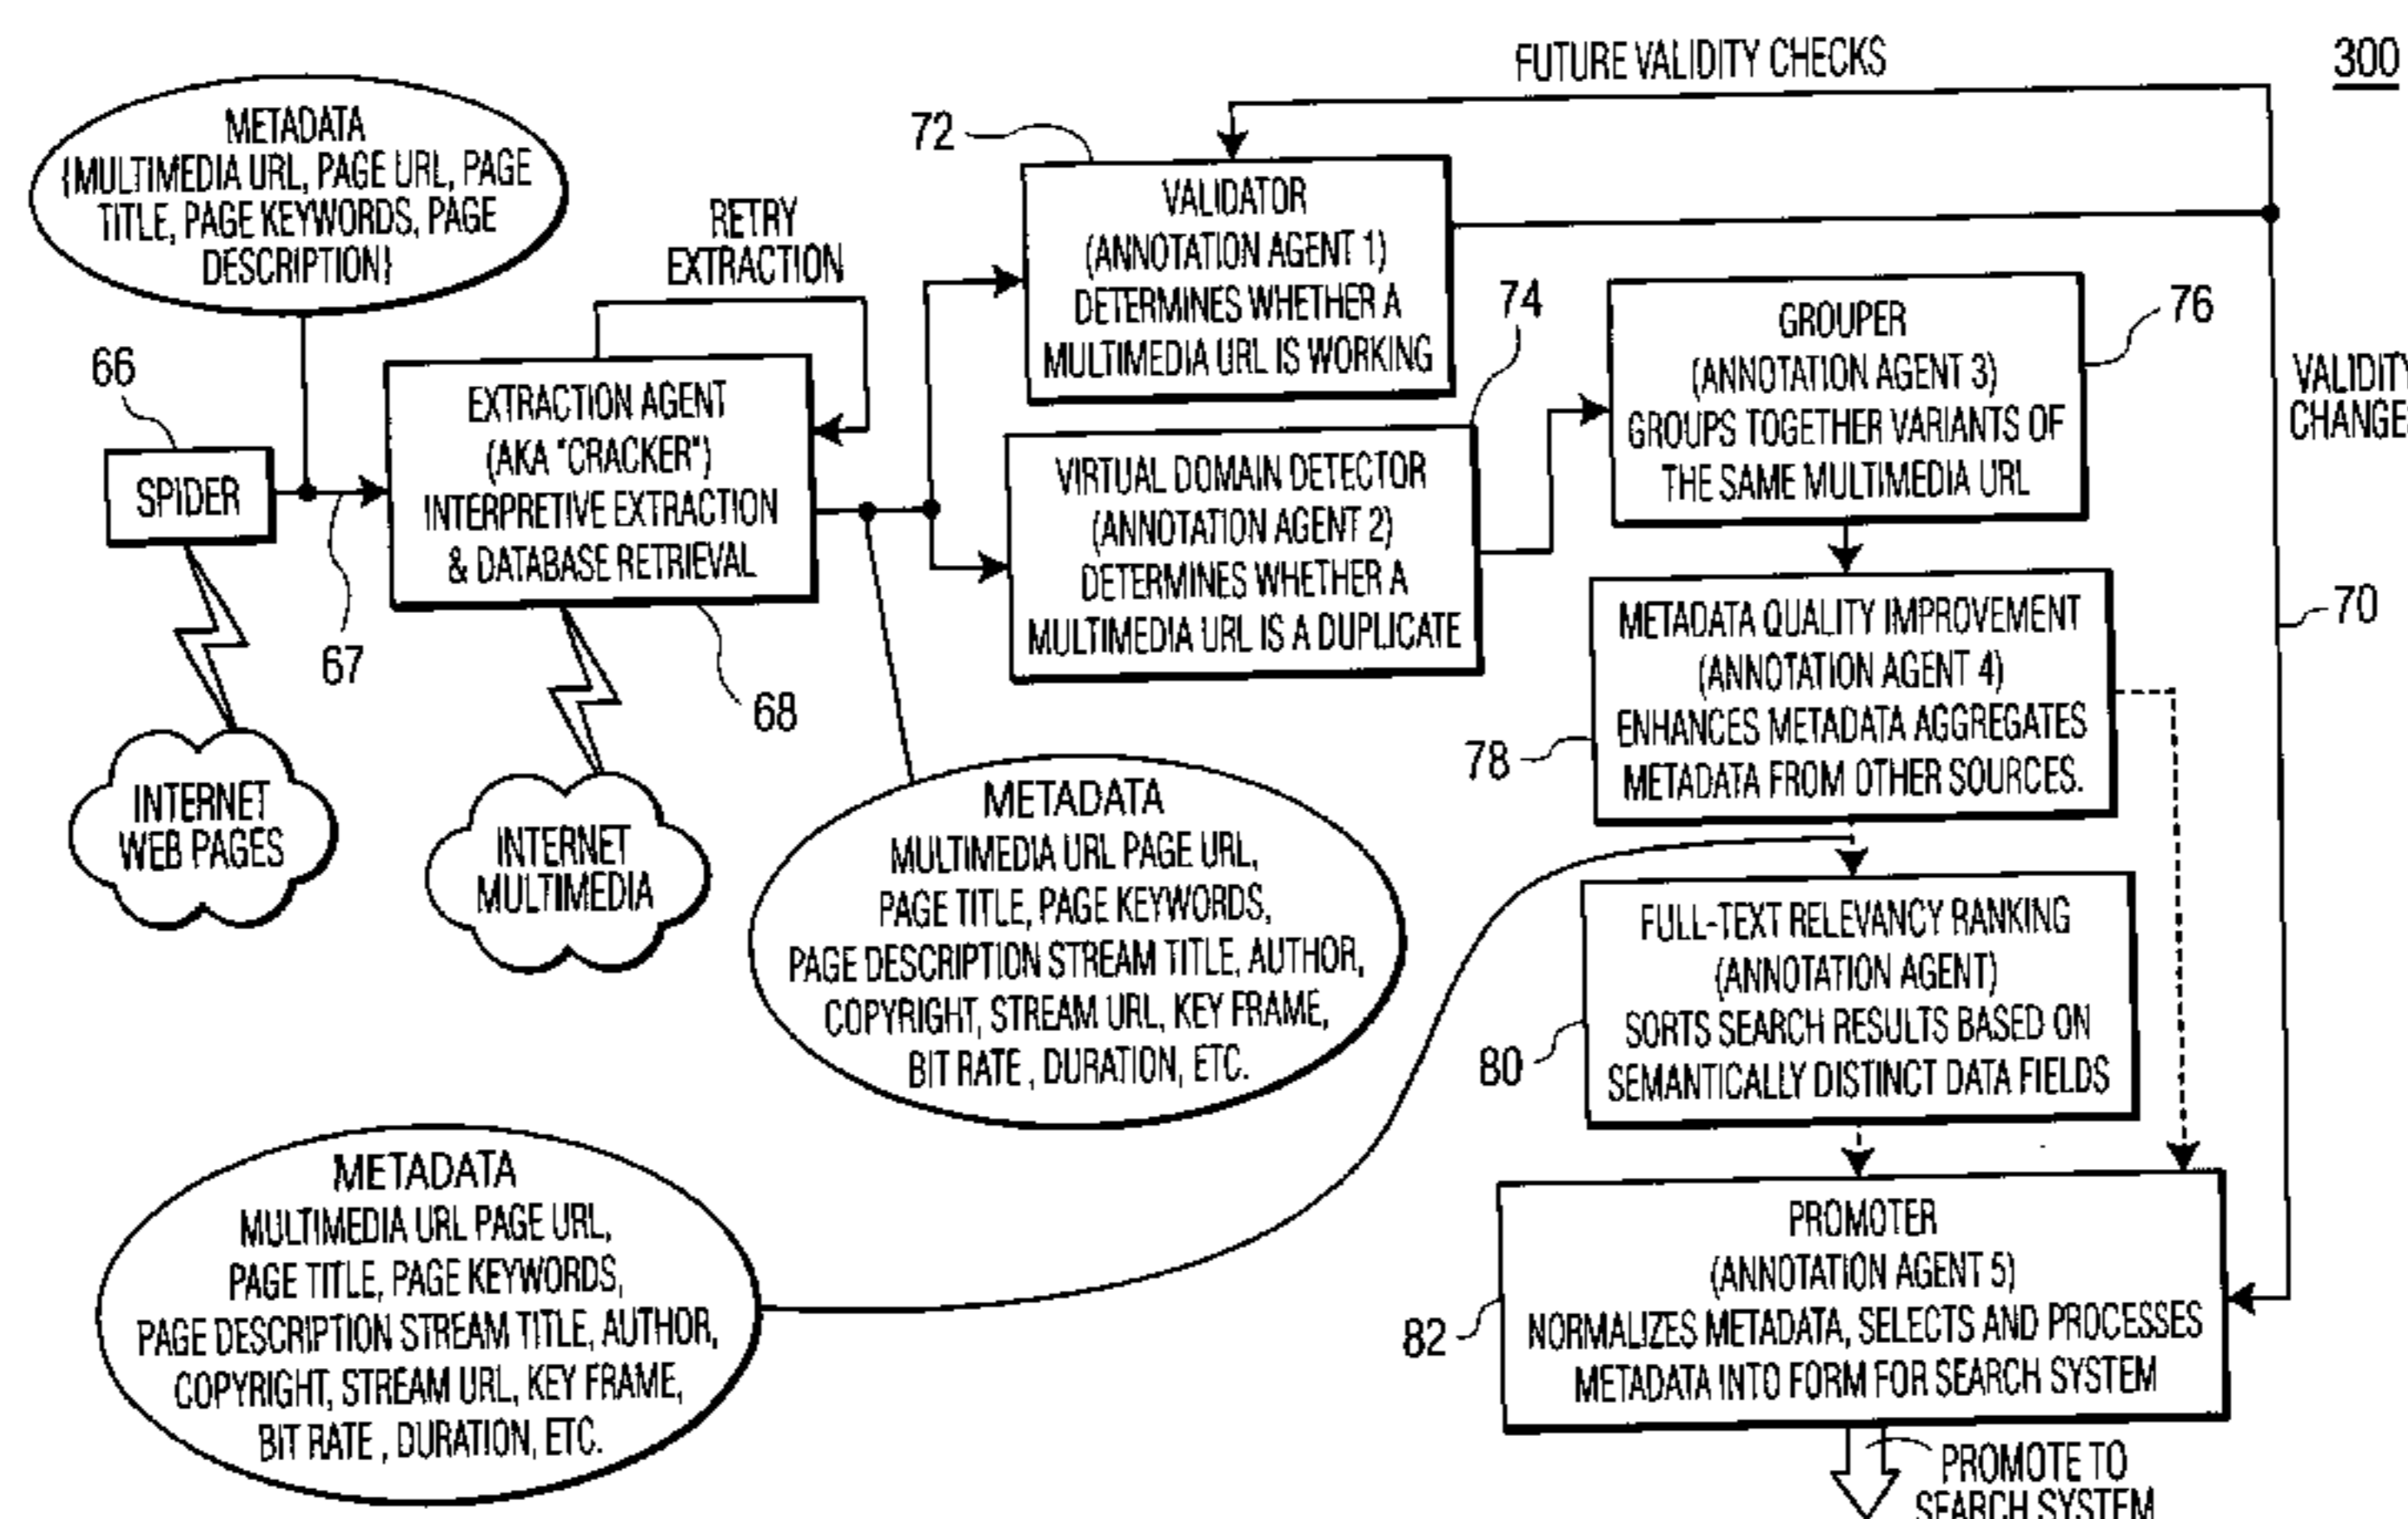 FUTURE VALIDITY CHECKS
300
METADATA
{MULTIMEDIA URL, PAGE URL, PAGE
TITLE, PAGE KEYWORDS, PAGE
DESCRIPTION}
RETRY
EXTRACTION
72
VALIDATOR
(ANNOTATION AGENT 1)
DETERMINES WHETHER A
MULTIMEDIA URL IS WORKING
74
GROUPER
(ANNOTATION AGENT 3)
GROUPS TOGETHER VARIANTS OF
THE SAME MULTIMEDIA URL
76
VALIDITY
CHANGE
66
SPIDER
67
EXTRACTION AGENT
(AKA "CRACKER")
INTERPRETIVE EXTRACTION
& DATABASE RETRIEVAL
68
VIRTUAL DOMAIN DETECTOR
(ANNOTATION AGENT 2)
DETERMINES WHETHER A
MULTIMEDIA URL IS A DUPLICATE
METADATA QUALITY IMPROVEMENT
(ANNOTATION AGENT 4)
ENHANCES METADATA AGGREGATES
METADATA FROM OTHER SOURCES.
78
70
INTERNET
WEB PAGES
INTERNET
MULTIMEDIA
METADATA
MULTIMEDIA URL PAGE URL,
PAGE TITLE, PAGE KEYWORDS,
PAGE DESCRIPTION STREAM TITLE, AUTHOR,
COPYRIGHT, STREAM URL, KEY FRAME,
BIT RATE , DURATION, ETC.
FULL-TEXT RELEVANCY RANKING
(ANNOTATION AGENT)
SORTS SEARCH RESULTS BASED ON
SEMANTICALLY DISTINCT DATA FIELDS
80
METADATA
MULTIMEDIA URL PAGE URL,
PAGE TITLE, PAGE KEYWORDS,
PAGE DESCRIPTION STREAM TITLE, AUTHOR,
COPYRIGHT, STREAM URL, KEY FRAME,
BIT RATE , DURATION, ETC.
PROMOTER
(ANNOTATION AGENT 5)
NORMALIZES METADATA, SELECTS AND PROCESSES
METADATA INTO FORM FOR SEARCH SYSTEM
82
PROMOTE TO
SEARCH SYSTEM